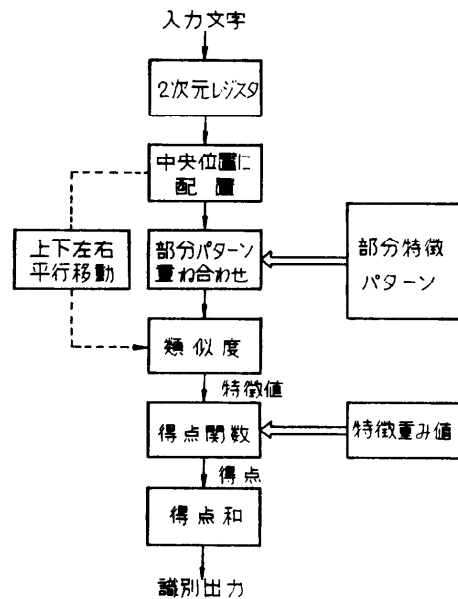 入力文字
2次元レジスタ
中央位置に
配置
上下左右
平行移動
部分パターン
重ね合わせ
部分特徴
パターン
類似度
特徴値
得点関数
特徴重み値
得点
得点和
識別出力